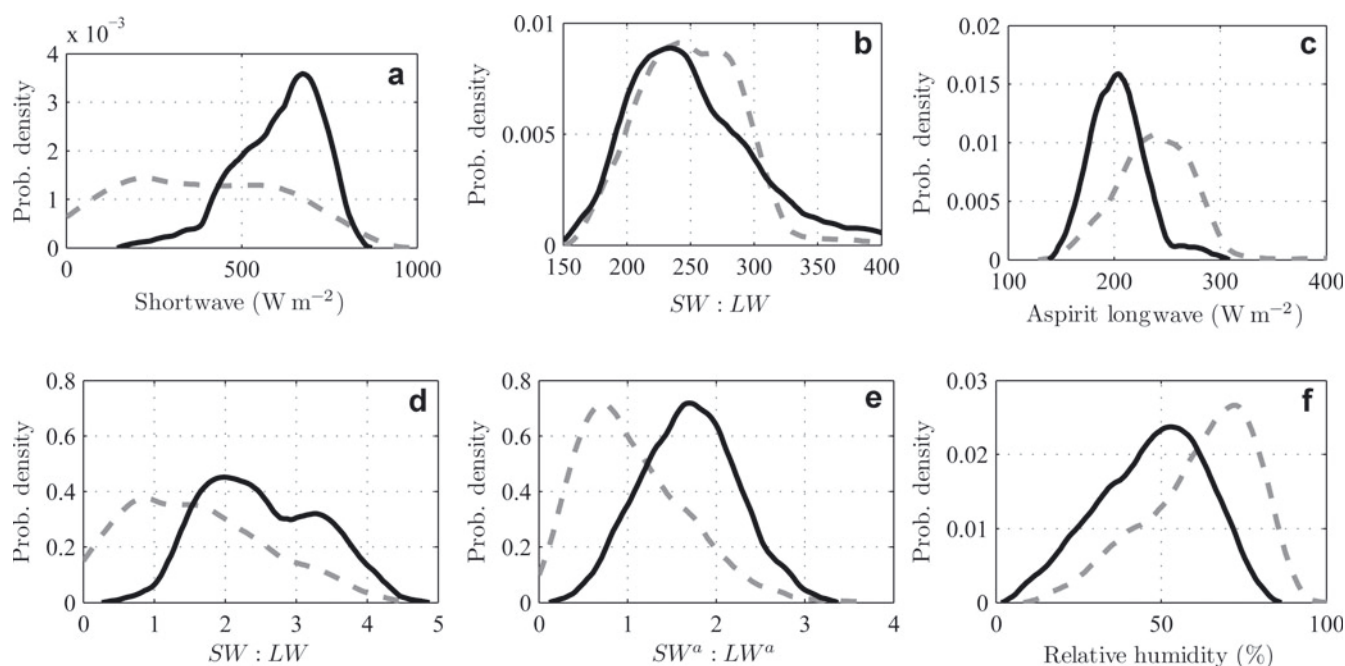 x 10⁻³
4
3
2
1
0
Prob. density
0 500 1000
Shortwave (W m⁻²)
a
0.01
0.005
0
Prob. density
150 200 250 300 350 400
SW : LW
b
0.02
0.015
0.01
0.005
0
Prob. density
100 200 300 400
Aspirit longwave (W m⁻²)
c
0.8
0.6
0.4
0.2
0
Prob. density
0 1 2 3 4 5
SW : LW
d
0.8
0.6
0.4
0.2
0
Prob. density
0 1 2 3 4
SWᵃ : LWᵃ
e
0.03
0.02
0.01
0
Prob. density
0 50 100
Relative humidity (%)
f